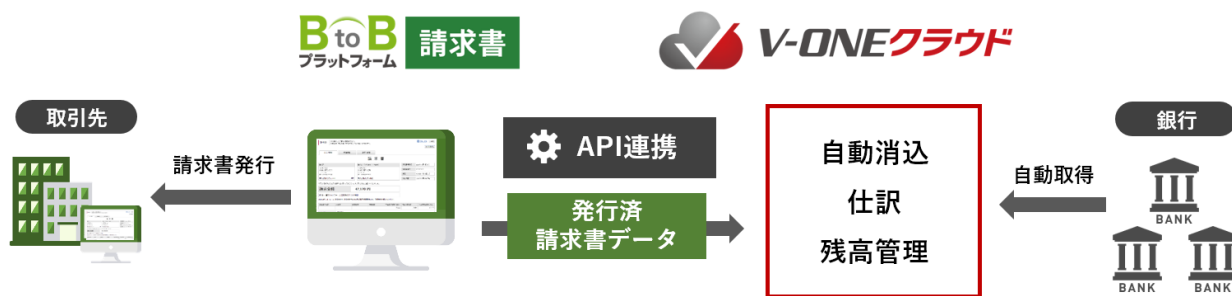 BtoB
プラットフォーム
請求書
V-ONEクラウド
取引先
請求書発行
請求書
API連携
発行済
請求書データ
自動消込
仕訳
残高管理
自動取得
銀行
BANK
BANK
BANK